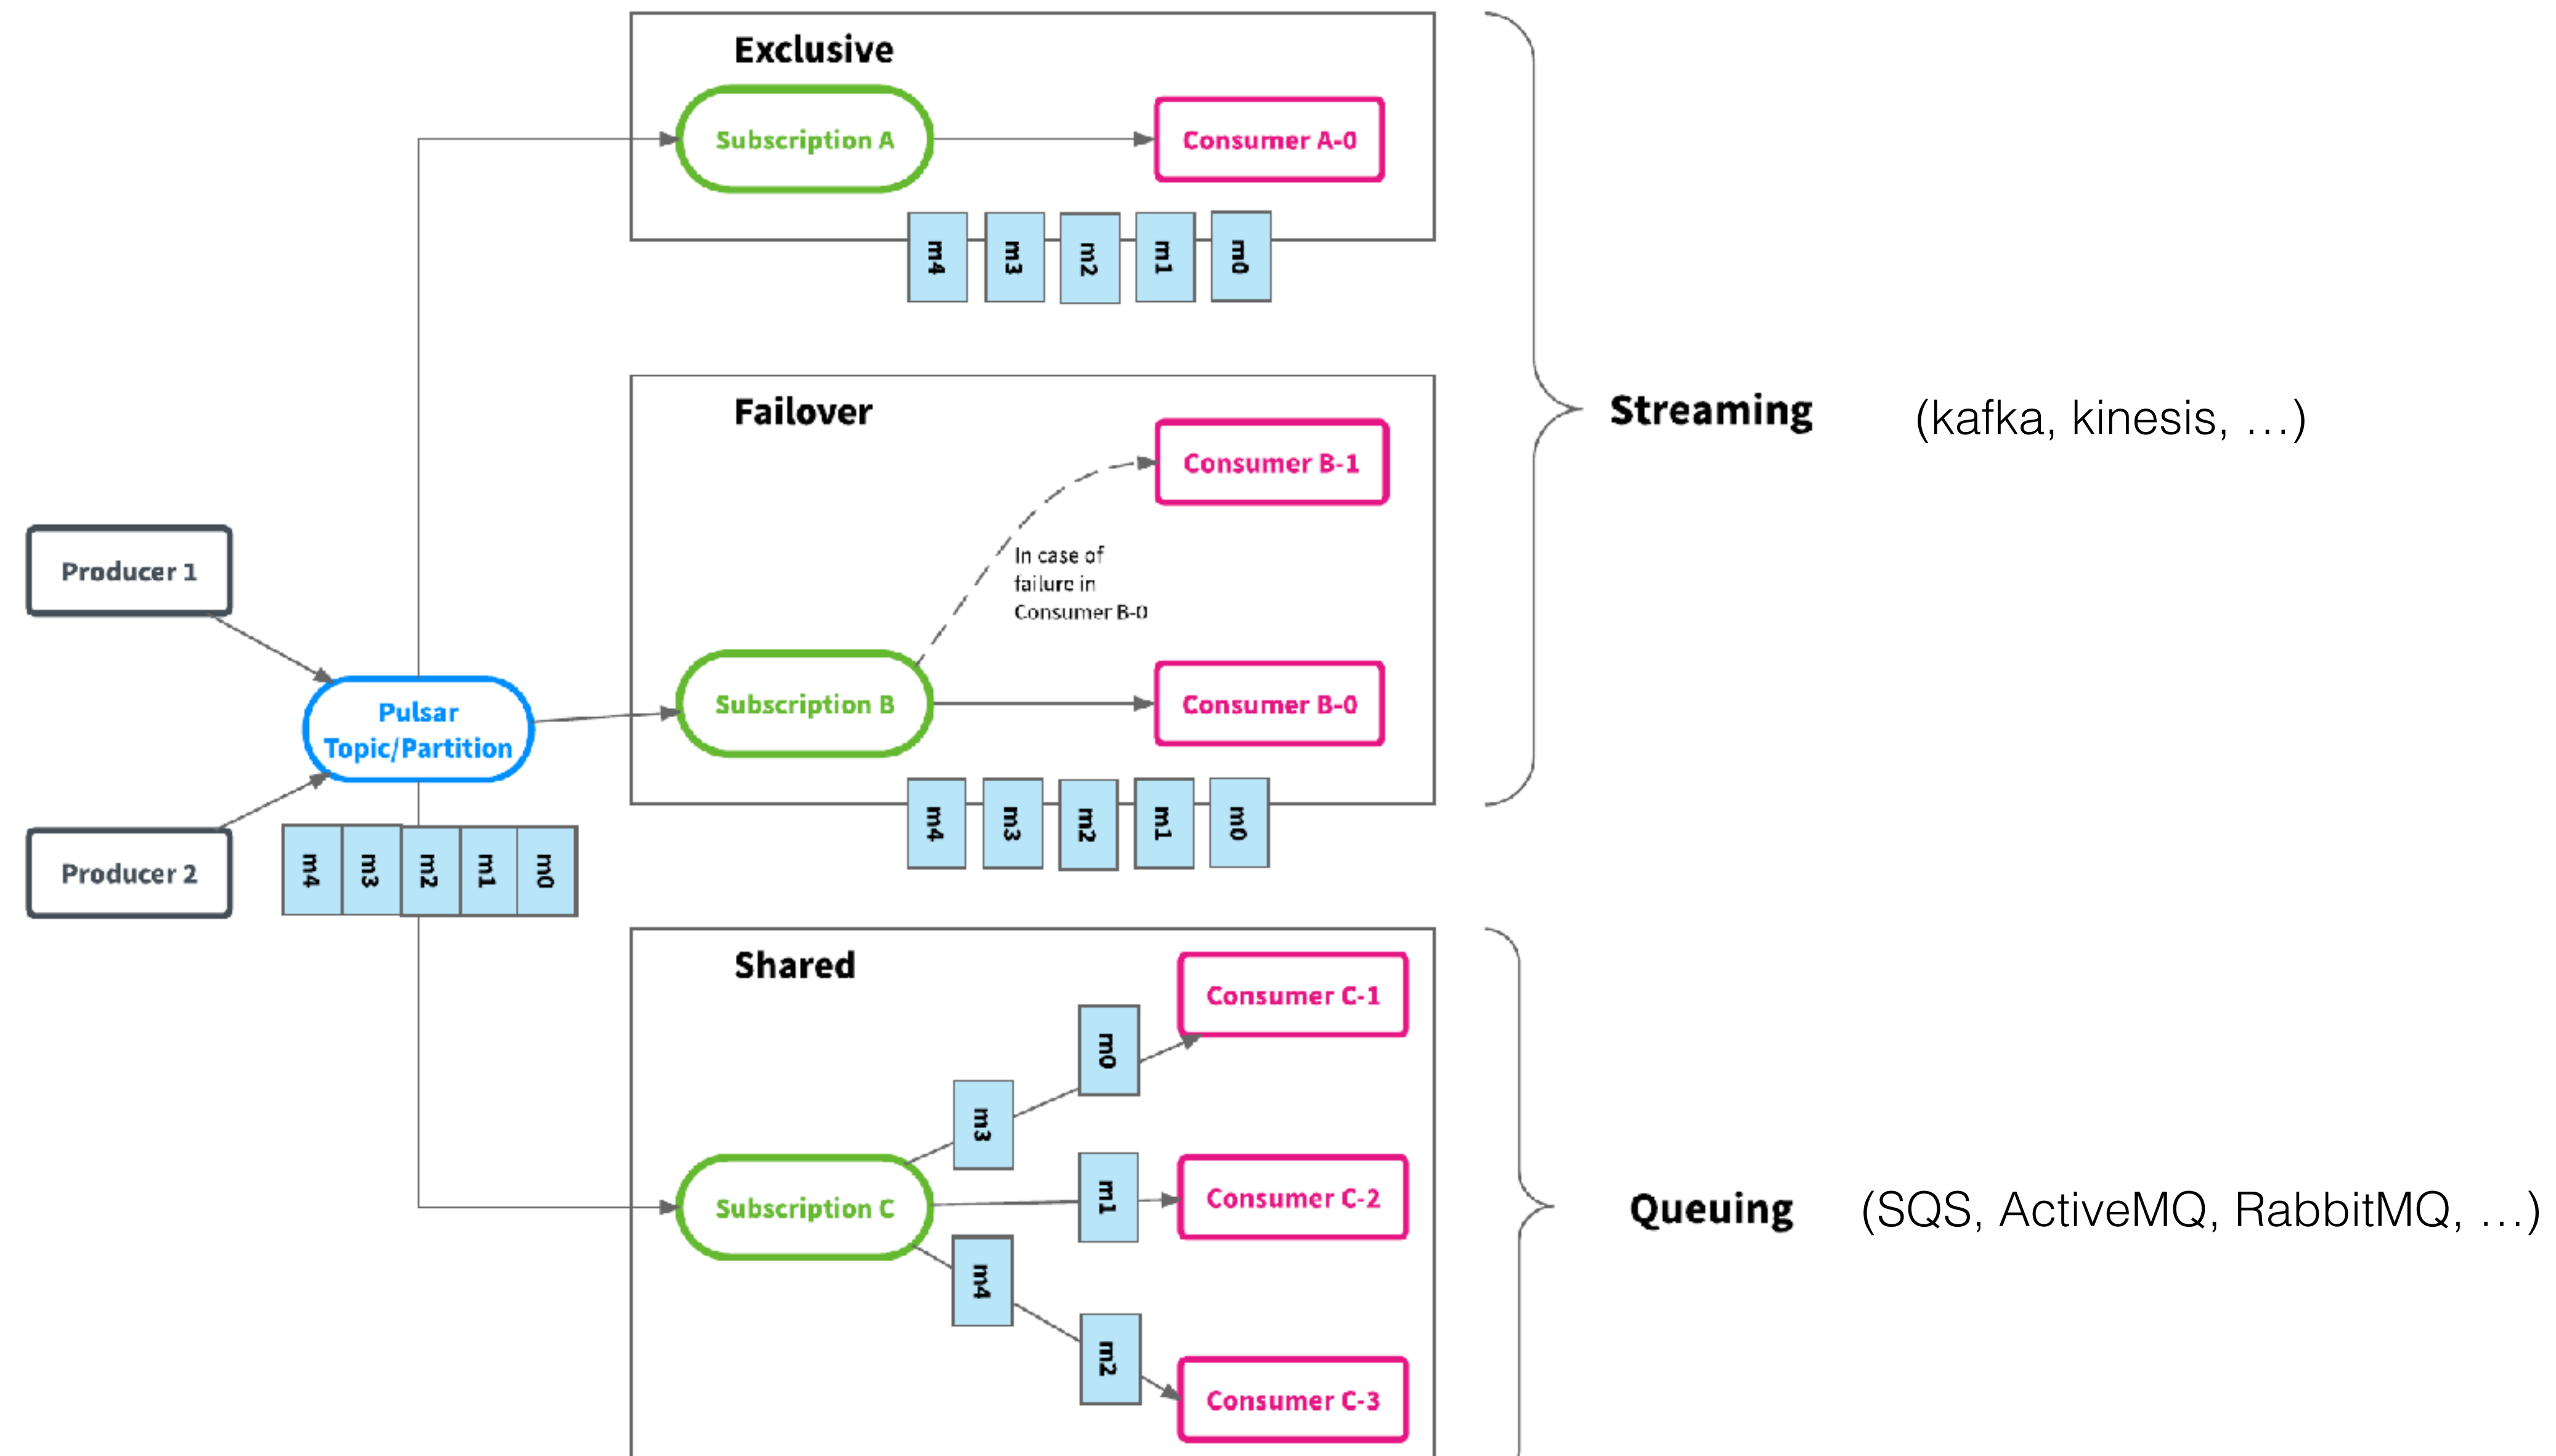 Exclusive
Subscription A
Consumer A-0
m4
m3
m2
m1
m0
Failover
Consumer B-1
In case of
failure in
Consumer B-0
Subscription B
Consumer B-0
m4
m3
m2
m1
m0
Streaming
(kafka, kinesis, …)
Producer 1
Pulsar
Topic/Partition
Producer 2
m4
m3
m2
m1
m0
Shared
Consumer C-1
m0
m3
Subscription C
m1
Consumer C-2
m4
m2
Consumer C-3
Queuing
(SQS, ActiveMQ, RabbitMQ, …)